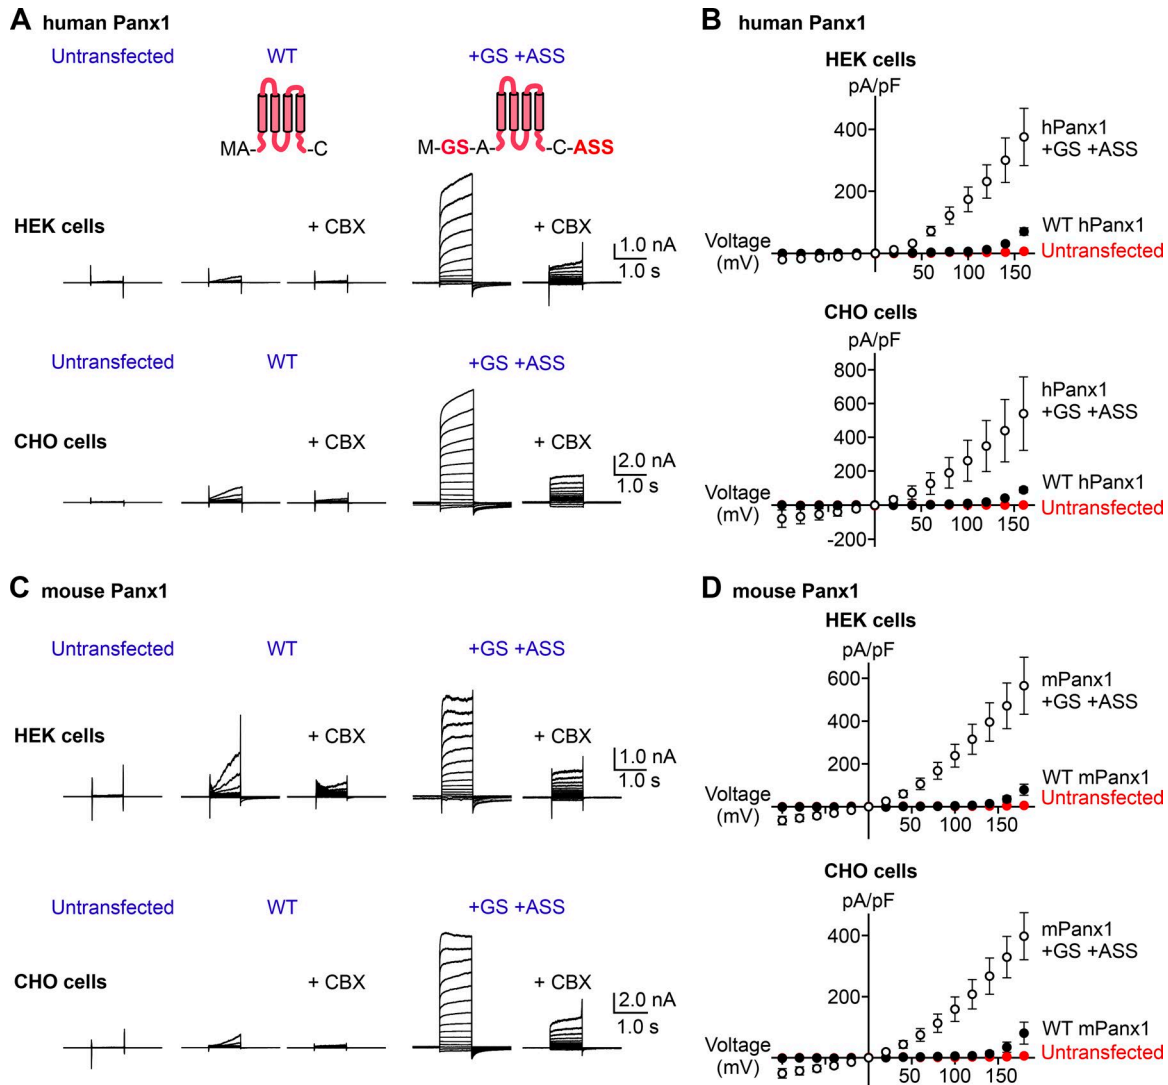 A human Panx1
Untransfected WT +GS +ASS
MA- -C M-GS-A- -C-ASS
HEK cells + CBX + CBX
1.0 nA
1.0 s
Untransfected WT +GS +ASS
CHO cells + CBX + CBX
2.0 nA
1.0 s
B human Panx1
HEK cells
pA/pF
400
200
hPanx1
+GS +ASS
WT hPanx1
Untransfected
Voltage
(mV)
50 100 150
CHO cells
pA/pF
800
600
400
200
-200
hPanx1
+GS +ASS
WT hPanx1
Untransfected
Voltage
(mV)
50 100 150
C mouse Panx1
Untransfected WT +GS +ASS
HEK cells + CBX + CBX
1.0 nA
1.0 s
Untransfected WT +GS +ASS
CHO cells + CBX + CBX
2.0 nA
1.0 s
D mouse Panx1
HEK cells
pA/pF
600
400
200
mPanx1
+GS +ASS
WT mPanx1
Untransfected
Voltage
(mV)
50 100 150
CHO cells
pA/pF
400
200
mPanx1
+GS +ASS
WT mPanx1
Untransfected
Voltage
(mV)
50 100 150